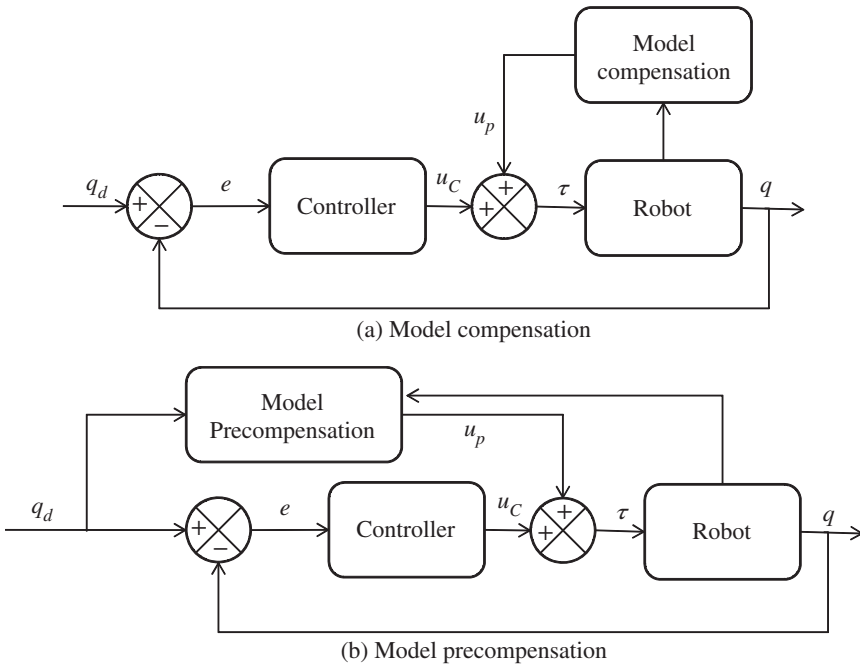 Model
compensation
u_p
q_d
+
−
e
Controller
u_C
+
+
τ
Robot
q
(a) Model compensation
Model
Precompensation
u_p
q_d
+
−
e
Controller
u_C
+
+
τ
Robot
q
(b) Model precompensation